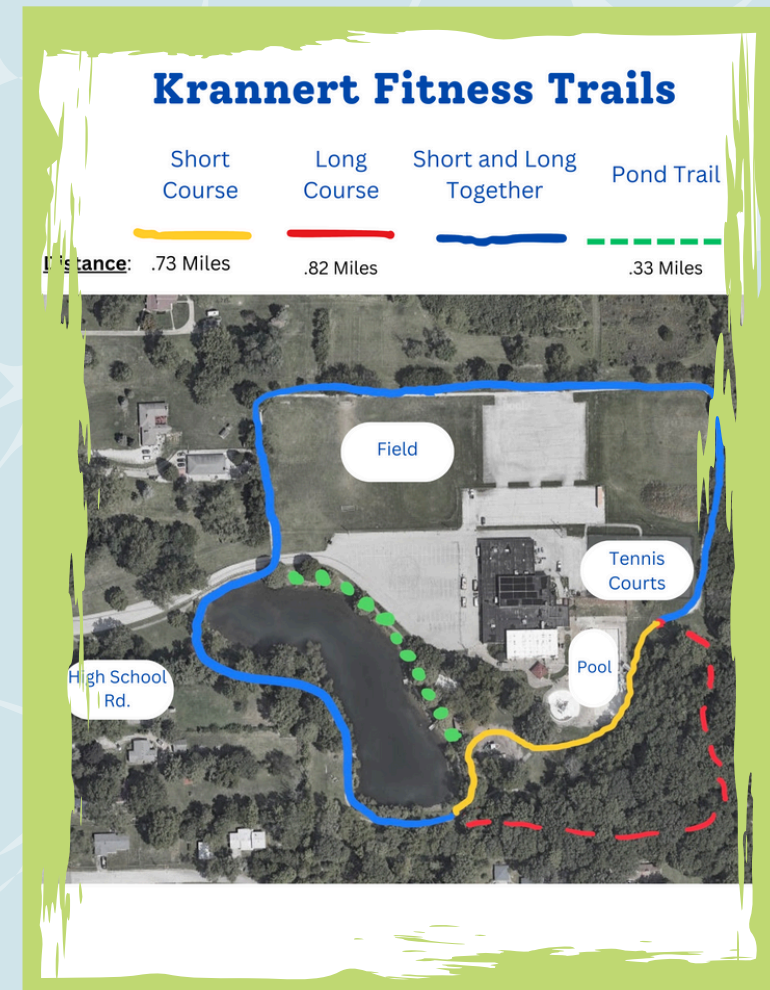 Krannert Fitness Trails
Short
Course
Long
Course
Short and Long
Together
Pond Trail
Distance:
.73 Miles
.82 Miles
.33 Miles
Field
Tennis
Courts
Pool
High School
Rd.